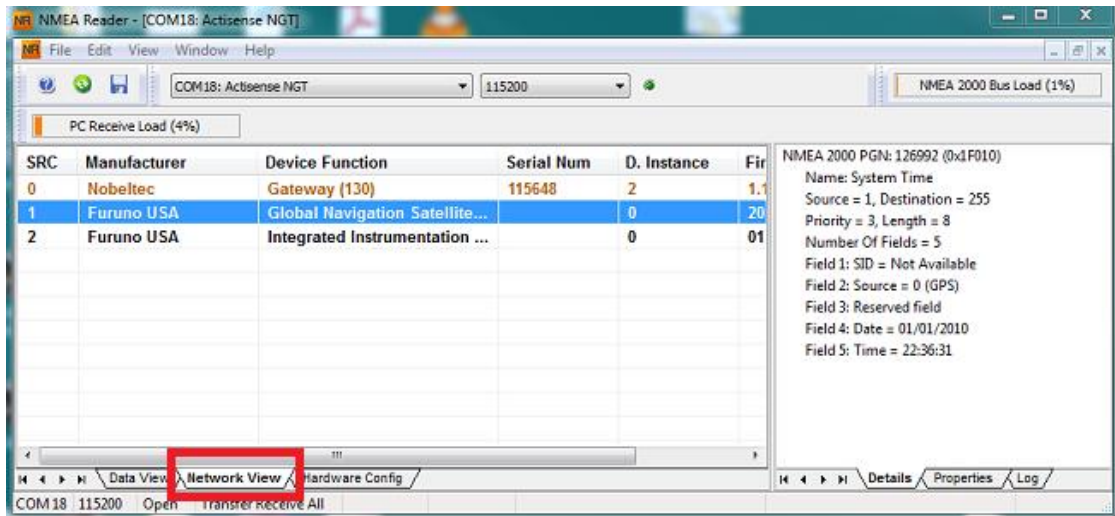 NR NMEA Reader - [COM18: Actisense NGT]
NR File Edit View Window Help
COM18: Actisense NGT 115200 NMEA 2000 Bus Load (1%)
PC Receive Load (4%)
SRC Manufacturer Device Function Serial Num D. Instance Fir
0 Nobeltec Gateway (130) 115648 2 1.1
1 Furuno USA Global Navigation Satellite... 0 20
2 Furuno USA Integrated Instrumentation ... 0 01
NMEA 2000 PGN: 126992 (0x1F010)
Name: System Time
Source = 1, Destination = 255
Priority = 3, Length = 8
Number Of Fields = 5
Field 1: SID = Not Available
Field 2: Source = 0 (GPS)
Field 3: Reserved field
Field 4: Date = 01/01/2010
Field 5: Time = 22:36:31
Data View Network View Hardware Config
Details Properties Log
COM 18 115200 Open Transfer Receive All